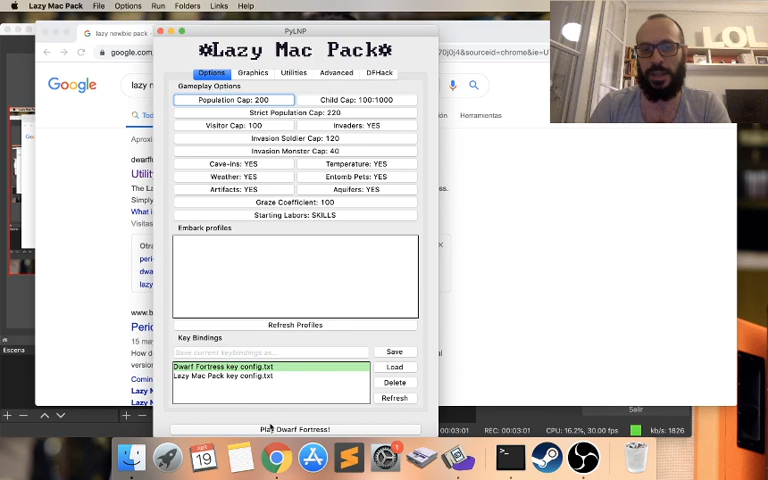 Lazy Mac Pack File Options Run Folders Links Help
lazy newbie pack
PyLNP
google.com
Lazy Mac Pack
Options Graphics Utilities Advanced DFHack
Google
lazy n
Gameplay Options
Population Cap: 200 Child Cap: 100:1000
Strict Population Cap: 220
Herramientas
Visitor Cap: 100 Invaders: YES
Invasion Soldier Cap: 120
Invasion Monster Cap: 40
Cave-ins: YES Temperature: YES
Weather: YES Entomb Pets: YES
Artifacts: YES Aquifers: YES
Graze Coefficient: 100
Starting Labors: SKILLS
Embark profiles
Refresh Profiles
Key Bindings
Save current keybindings as... Save
Dwarf Fortress key config.txt Load
Lazy Mac Pack key config.txt
Delete
Refresh
Play Dwarf Fortress!
Escena
Salir
REC: 00:03:01 CPU: 16.2%, 30.00 fps kb/s: 1826
19
1
LOL